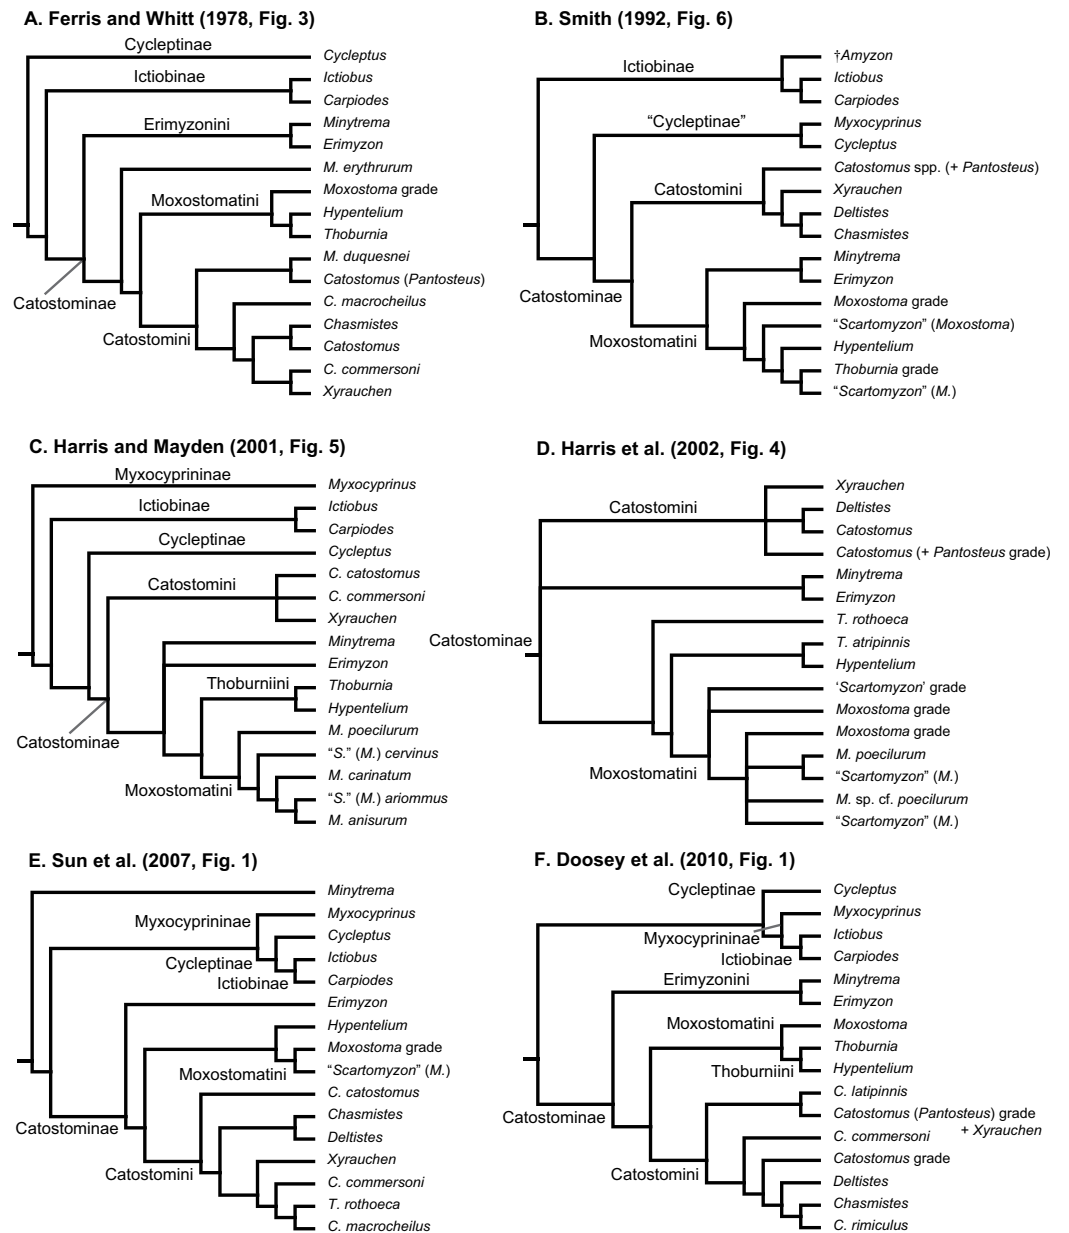 A. Ferris and Whitt (1978, Fig. 3)
Cycleptinae
Cycleptus
Ictiobinae
Ictiobus
Carpiodes
Erimyzonini
Minytrema
Erimyzon
M. erythrurum
Moxostoma grade
Moxostomatini
Hypentelium
Thoburnia
M. duquesnei
Catostomus (Pantosteus)
Catostominae
C. macrocheilus
Chasmistes
Catostomini
Catostomus
C. commersoni
Xyrauchen
B. Smith (1992, Fig. 6)
†Amyzon
Ictiobinae
Ictiobus
Carpiodes
“Cycleptinae”
Myxocyprinus
Cycleptus
Catostomus spp. (+ Pantosteus)
Catostomini
Xyrauchen
Deltistes
Chasmistes
Minytrema
Erimyzon
Catostominae
Moxostoma grade
“Scartomyzon” (Moxostoma)
Moxostomatini
Hypentelium
Thoburnia grade
“Scartomyzon” (M.)
C. Harris and Mayden (2001, Fig. 5)
Myxocyprininae
Myxocyprinus
Ictiobinae
Ictiobus
Carpiodes
Cycleptinae
Cycleptus
C. catostomus
Catostomini
C. commersoni
Xyrauchen
Minytrema
Erimyzon
Thoburniini
Thoburnia
Hypentelium
M. poecilurum
Catostominae
“S.” (M.) cervinus
M. carinatum
Moxostomatini
“S.” (M.) ariommus
M. anisurum
D. Harris et al. (2002, Fig. 4)
Xyrauchen
Catostomini
Deltistes
Catostomus
Catostomus (+ Pantosteus grade)
Minytrema
Erimyzon
T. rothoeca
Catostominae
T. atripinnis
Hypentelium
‘Scartomyzon’ grade
Moxostoma grade
Moxostoma grade
M. poecilurum
Moxostomatini
“Scartomyzon” (M.)
M. sp. cf. poecilurum
“Scartomyzon” (M.)
E. Sun et al. (2007, Fig. 1)
Minytrema
Myxocyprininae
Myxocyprinus
Cycleptus
Cycleptinae
Ictiobus
Ictiobinae
Carpiodes
Erimyzon
Hypentelium
Moxostoma grade
Moxostomatini
“Scartomyzon” (M.)
C. catostomus
Chasmistes
Catostominae
Deltistes
Xyrauchen
Catostomini
C. commersoni
T. rothoeca
C. macrocheilus
F. Doosey et al. (2010, Fig. 1)
Cycleptinae
Cycleptus
Myxocyprinus
Myxocyprininae
Ictiobus
Ictiobinae
Carpiodes
Erimyzonini
Minytrema
Erimyzon
Moxostomatini
Moxostoma
Thoburnia
Thoburniini
Hypentelium
C. latipinnis
Catostominae
Catostomus (Pantosteus) grade
+ Xyrauchen
C. commersoni
Catostomus grade
Catostomini
Deltistes
Chasmistes
C. rimiculus